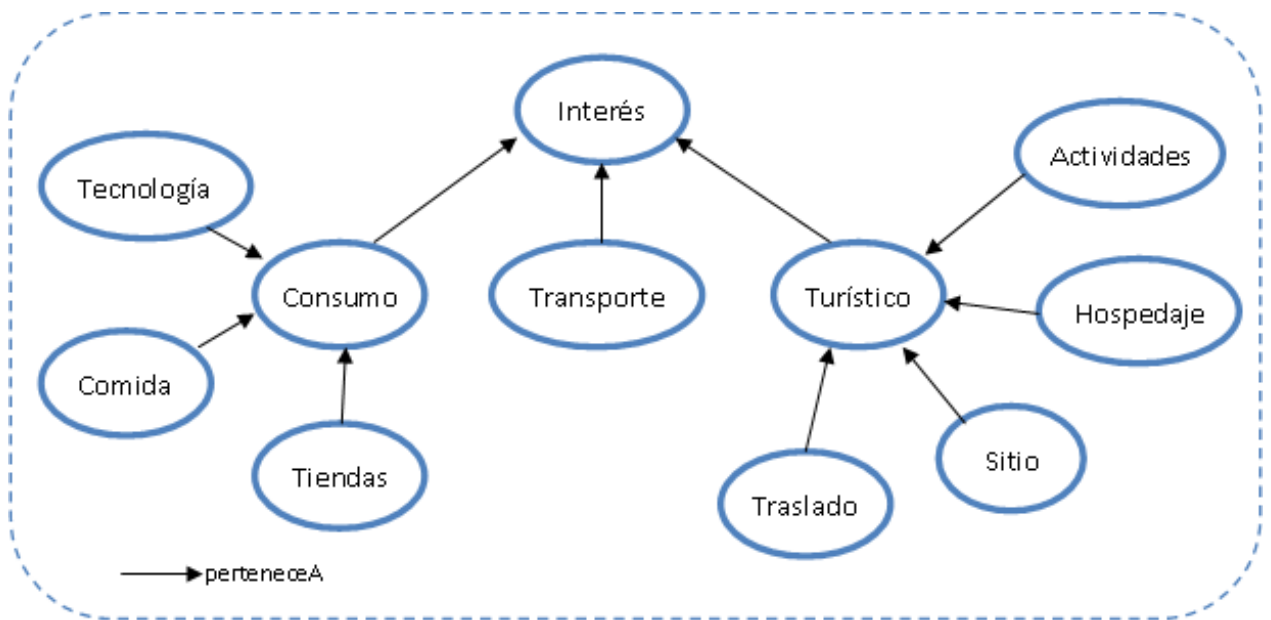 Interés
Actividades
Tecnología
Consumo
Transporte
Turístico
Hospedaje
Comida
Sitio
Tiendas
Traslado
perteneceA